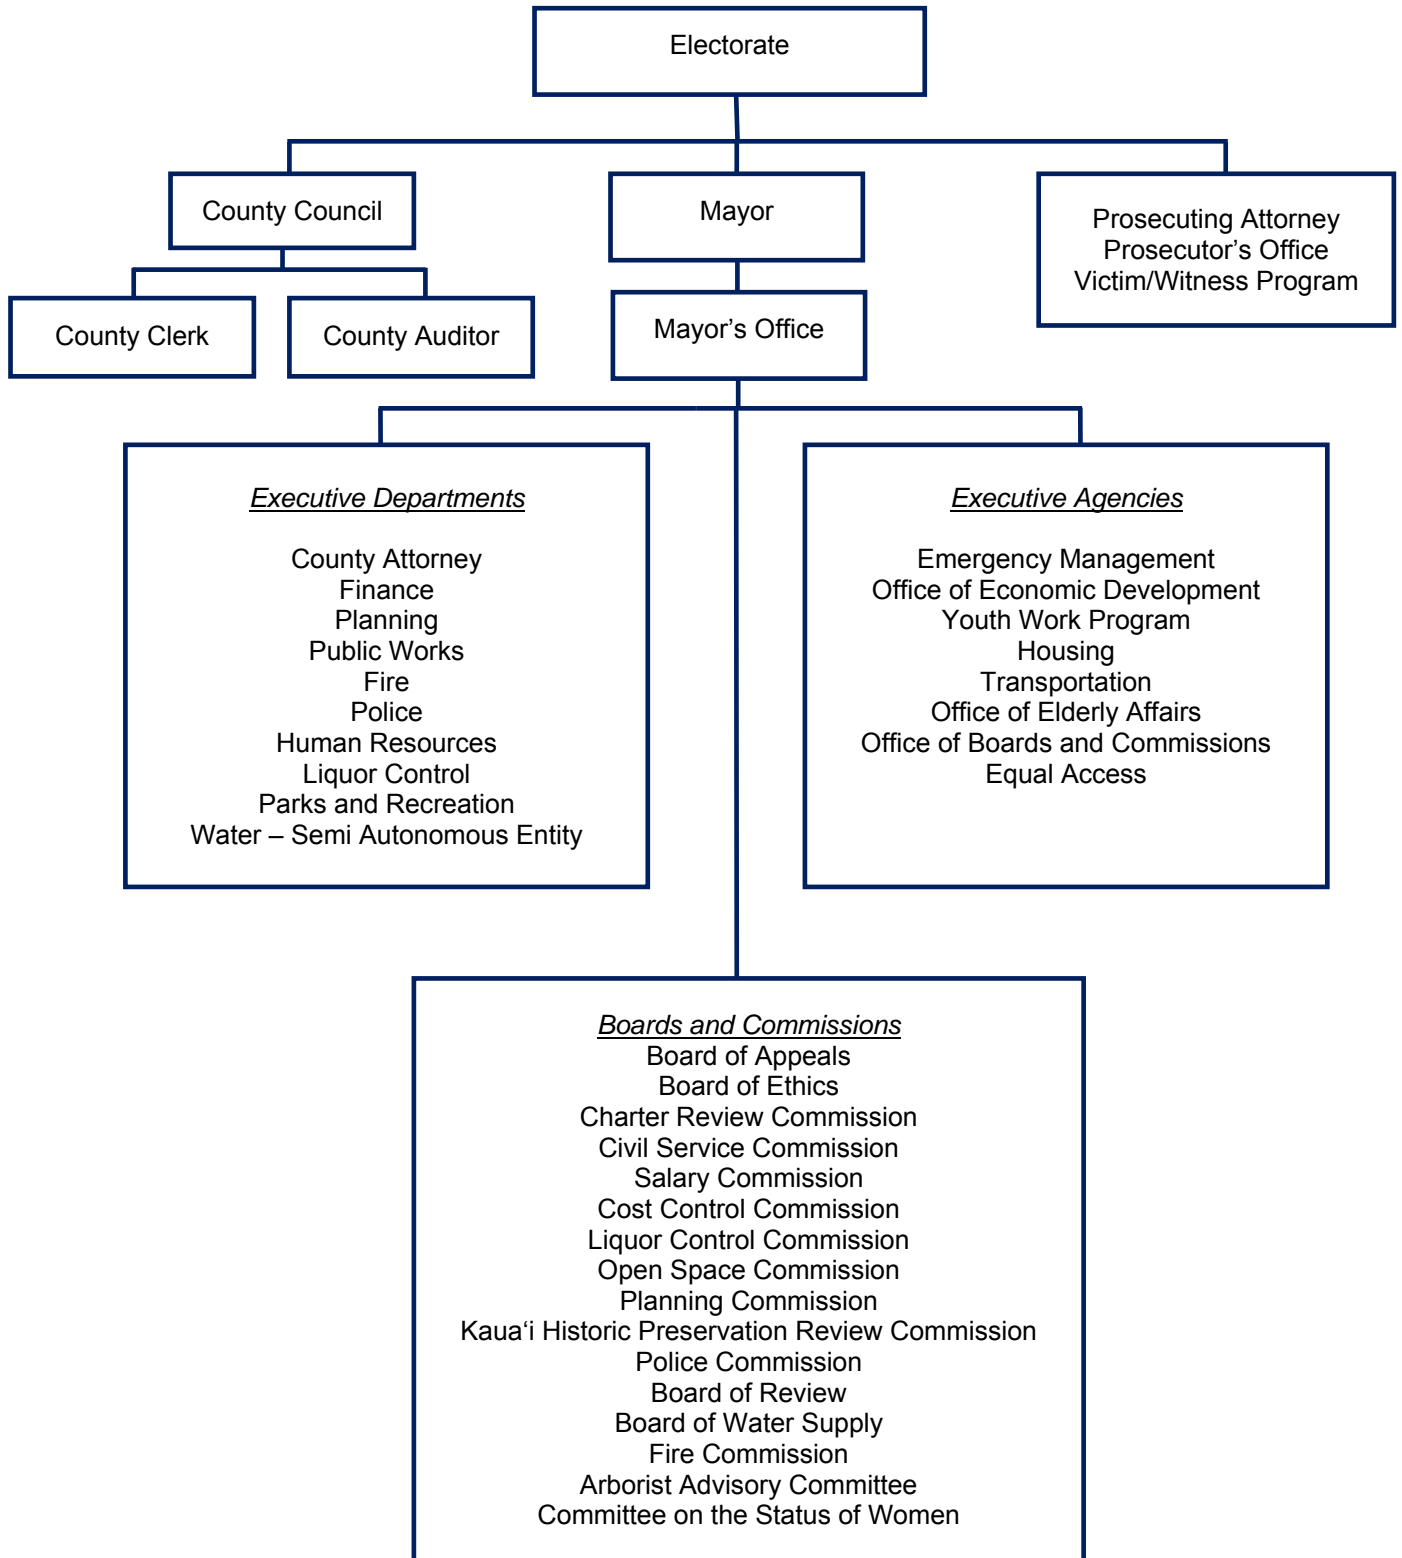 Electorate
County Council
Mayor
Prosecuting Attorney
Prosecutor’s Office
Victim/Witness Program
County Clerk
County Auditor
Mayor’s Office
Executive Departments
County Attorney
Finance
Planning
Public Works
Fire
Police
Human Resources
Liquor Control
Parks and Recreation
Water – Semi Autonomous Entity
Executive Agencies
Emergency Management
Office of Economic Development
Youth Work Program
Housing
Transportation
Office of Elderly Affairs
Office of Boards and Commissions
Equal Access
Boards and Commissions
Board of Appeals
Board of Ethics
Charter Review Commission
Civil Service Commission
Salary Commission
Cost Control Commission
Liquor Control Commission
Open Space Commission
Planning Commission
Kaua‘i Historic Preservation Review Commission
Police Commission
Board of Review
Board of Water Supply
Fire Commission
Arborist Advisory Committee
Committee on the Status of Women